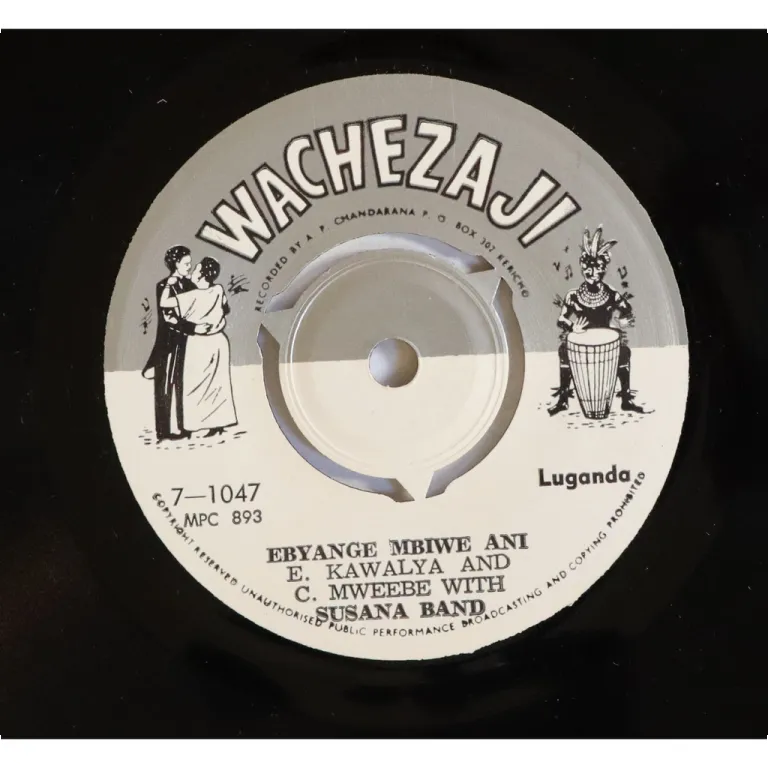 WACHEZAJI
RECORDED BY A. P. CHANDARANA P. O. BOX 307 KERICHO
Luganda
7—1047
MPC 893
EBYANGE MBIWE ANI
E. KAWALYA AND
C. MWEEBE WITH
SUSANA BAND
COPYRIGHT RESERVED UNAUTHORISED PUBLIC PERFORMANCE BROADCASTING AND COPYING PROHIBITED